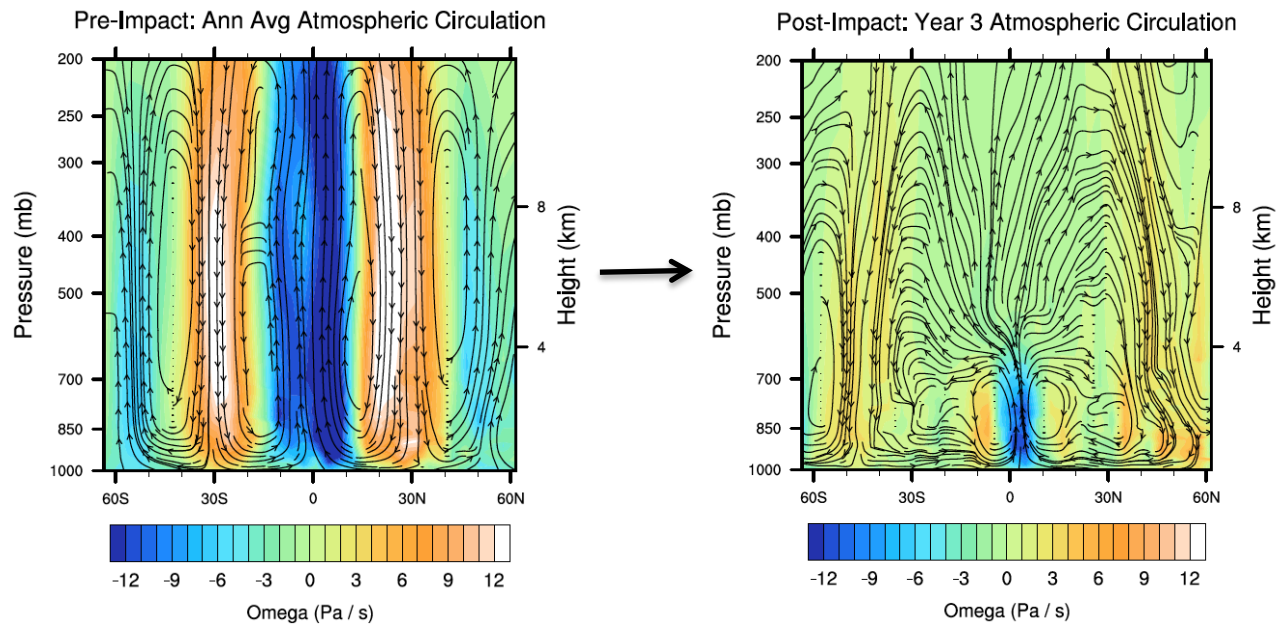 Pre-Impact: Ann Avg Atmospheric Circulation
200
250
300
400
500
700
850
1000
Pressure (mb)
8
4
Height (km)
60S 30S 0 30N 60N
-12 -9 -6 -3 0 3 6 9 12
Omega (Pa / s)
Post-Impact: Year 3 Atmospheric Circulation
200
250
300
400
500
700
850
1000
Pressure (mb)
8
4
Height (km)
60S 30S 0 30N 60N
-12 -9 -6 -3 0 3 6 9 12
Omega (Pa / s)